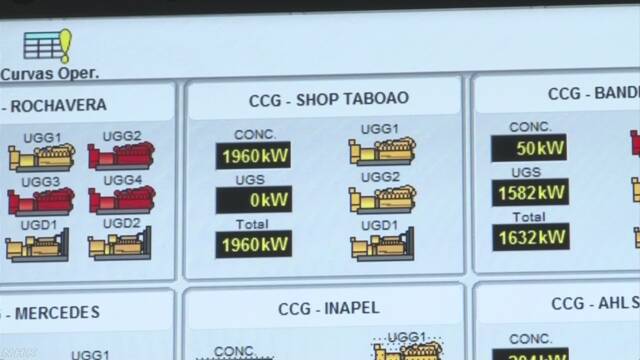 Curvas Oper.
- ROCHAVERA
UGG1
UGG2
UGG3
UGG4
UGD1
UGD2
CCG - SHOP TABOAO
CONC.
1960kW
UGS
0kW
Total
1960kW
UGG1
UGG2
UGD1
CCG - BAND
CONC.
50kW
UGS
1582kW
Total
1632kW
- MERCEDES
UGG1
CCG - INAPEL
CONC.
UGG1
CCG - AHLS
CONC.